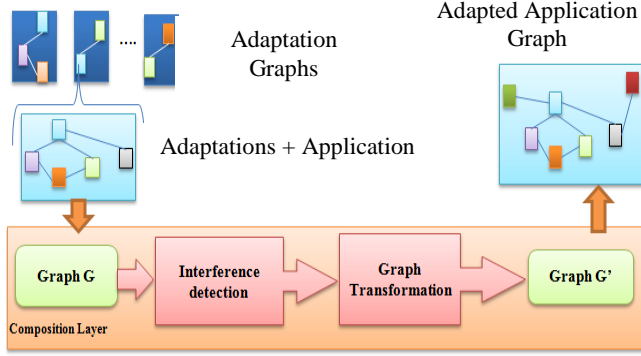 Adapted Application
Graph
....
Adaptation
Graphs
Adaptations + Application
Graph G
Interference
detection
Graph
Transformation
Graph G'
Composition Layer